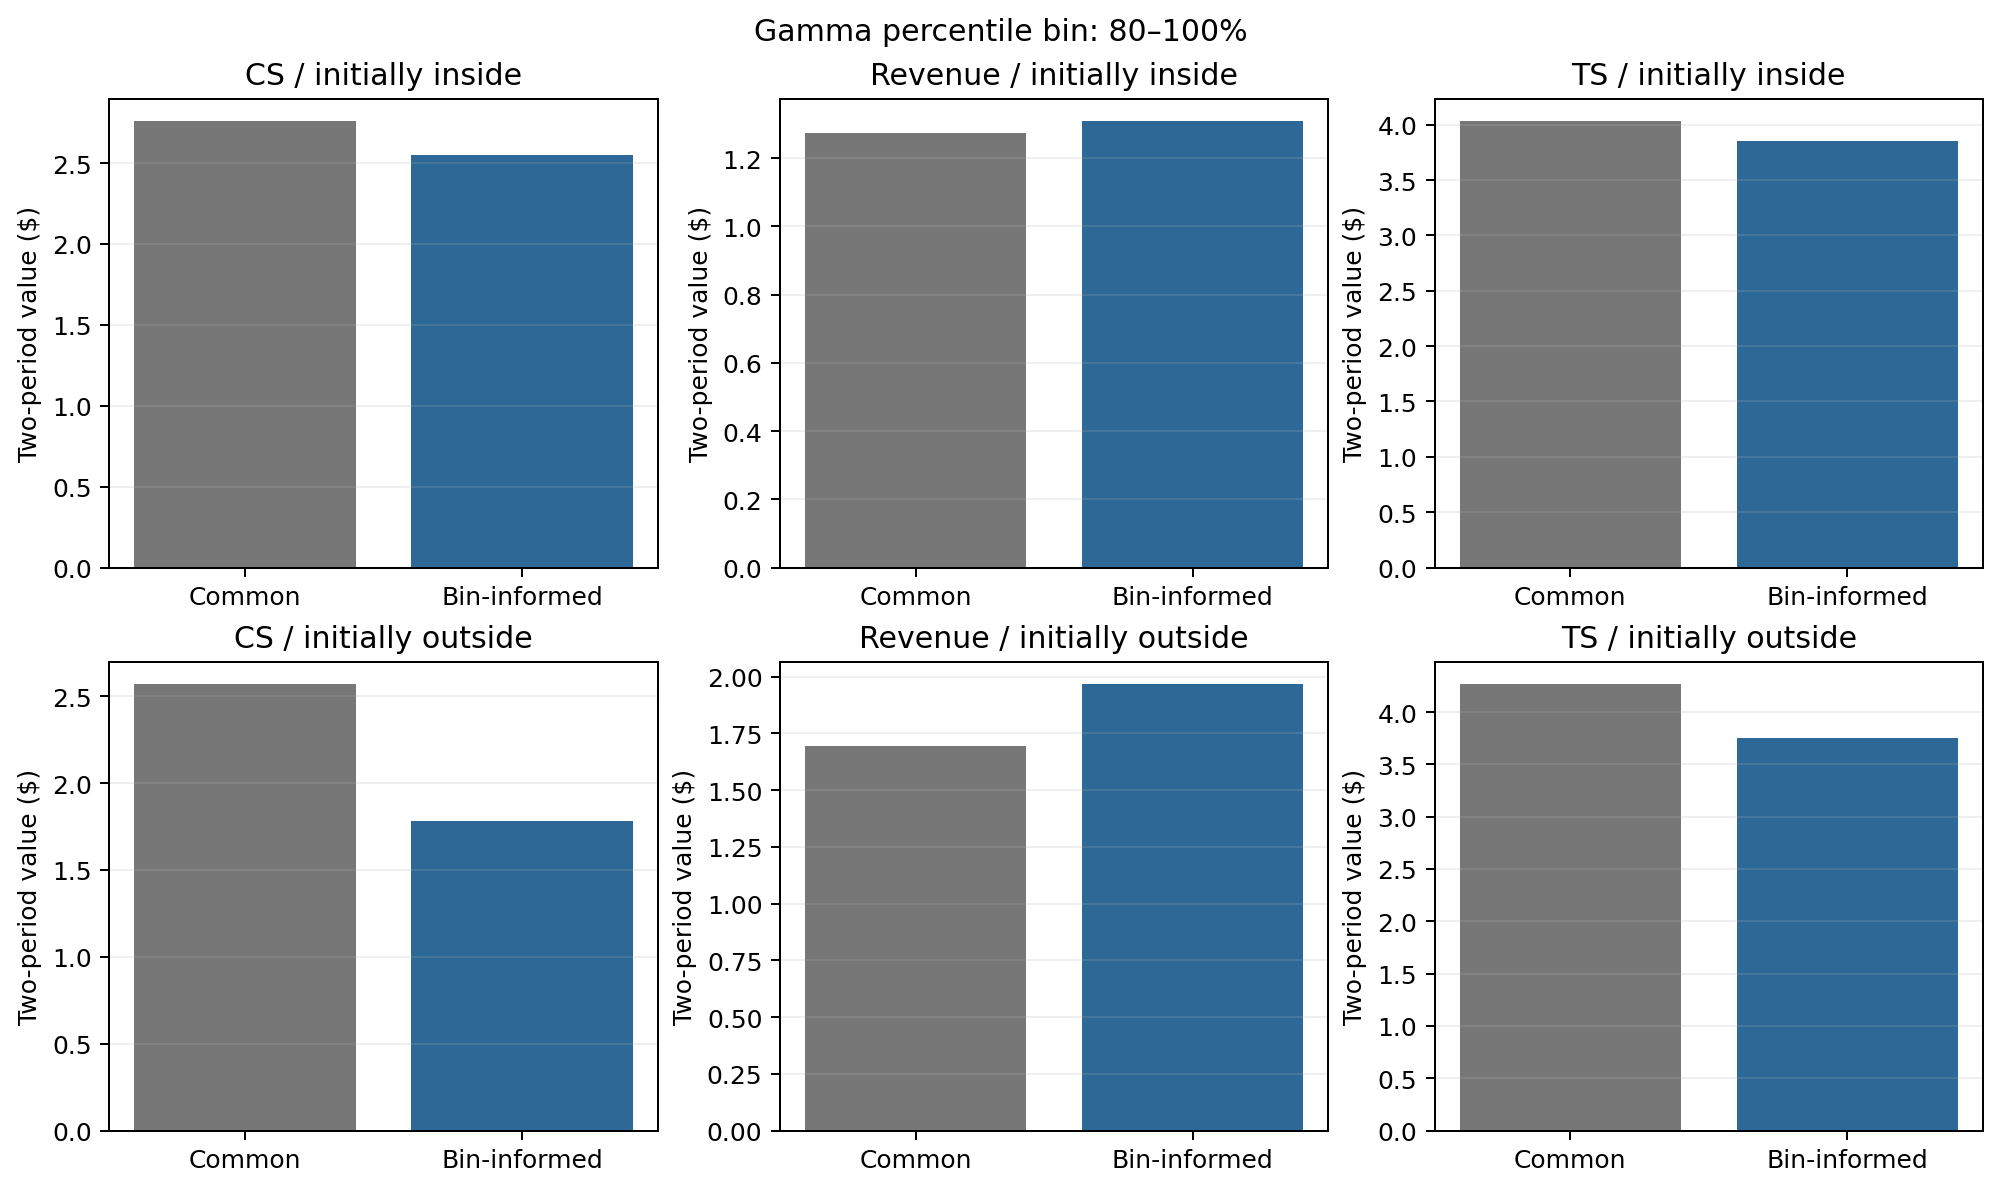 Gamma percentile bin: 80–100%
CS / initially inside
Two-period value ($)
2.5
2.0
1.5
1.0
0.5
0.0
Common Bin-informed
Revenue / initially inside
Two-period value ($)
1.2
1.0
0.8
0.6
0.4
0.2
0.0
Common Bin-informed
TS / initially inside
Two-period value ($)
4.0
3.5
3.0
2.5
2.0
1.5
1.0
0.5
0.0
Common Bin-informed
CS / initially outside
Two-period value ($)
2.5
2.0
1.5
1.0
0.5
0.0
Common Bin-informed
Revenue / initially outside
Two-period value ($)
2.00
1.75
1.50
1.25
1.00
0.75
0.50
0.25
0.00
Common Bin-informed
TS / initially outside
Two-period value ($)
4.0
3.5
3.0
2.5
2.0
1.5
1.0
0.5
0.0
Common Bin-informed